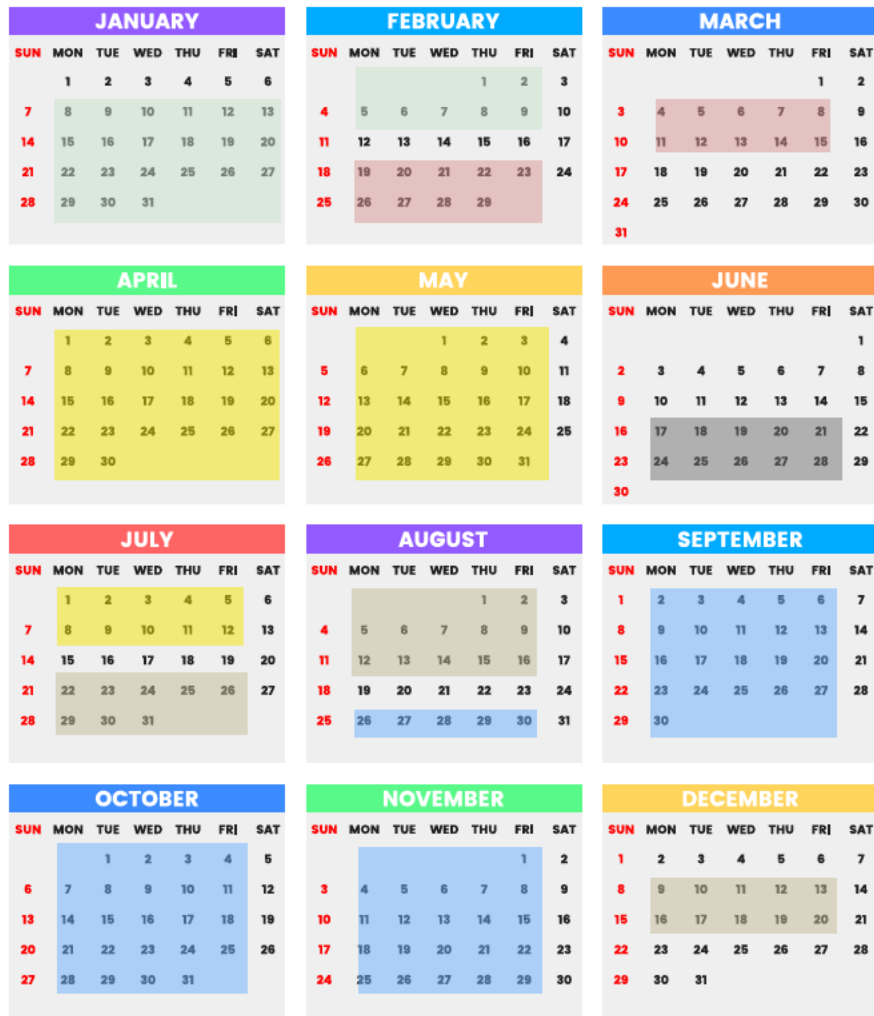 JANUARY
SUN MON TUE WED THU FRI SAT
1 2 3 4 5 6
7 8 9 10 11 12 13
14 15 16 17 18 19 20
21 22 23 24 25 26 27
28 29 30 31
FEBRUARY
SUN MON TUE WED THU FRI SAT
1 2 3
4 5 6 7 8 9 10
11 12 13 14 15 16 17
18 19 20 21 22 23 24
25 26 27 28 29
MARCH
SUN MON TUE WED THU FRI SAT
1 2
3 4 5 6 7 8 9
10 11 12 13 14 15 16
17 18 19 20 21 22 23
24 25 26 27 28 29 30
31
APRIL
SUN MON TUE WED THU FRI SAT
1 2 3 4 5 6
7 8 9 10 11 12 13
14 15 16 17 18 19 20
21 22 23 24 25 26 27
28 29 30
MAY
SUN MON TUE WED THU FRI SAT
1 2 3 4
5 6 7 8 9 10 11
12 13 14 15 16 17 18
19 20 21 22 23 24 25
26 27 28 29 30 31
JUNE
SUN MON TUE WED THU FRI SAT
1
2 3 4 5 6 7 8
9 10 11 12 13 14 15
16 17 18 19 20 21 22
23 24 25 26 27 28 29
30
JULY
SUN MON TUE WED THU FRI SAT
1 2 3 4 5 6
7 8 9 10 11 12 13
14 15 16 17 18 19 20
21 22 23 24 25 26 27
28 29 30 31
AUGUST
SUN MON TUE WED THU FRI SAT
1 2 3
4 5 6 7 8 9 10
11 12 13 14 15 16 17
18 19 20 21 22 23 24
25 26 27 28 29 30 31
SEPTEMBER
SUN MON TUE WED THU FRI SAT
1 2 3 4 5 6 7
8 9 10 11 12 13 14
15 16 17 18 19 20 21
22 23 24 25 26 27 28
29 30
OCTOBER
SUN MON TUE WED THU FRI SAT
1 2 3 4 5
6 7 8 9 10 11 12
13 14 15 16 17 18 19
20 21 22 23 24 25 26
27 28 29 30 31
NOVEMBER
SUN MON TUE WED THU FRI SAT
1 2
3 4 5 6 7 8 9
10 11 12 13 14 15 16
17 18 19 20 21 22 23
24 25 26 27 28 29 30
DECEMBER
SUN MON TUE WED THU FRI SAT
1 2 3 4 5 6 7
8 9 10 11 12 13 14
15 16 17 18 19 20 21
22 23 24 25 26 27 28
29 30 31